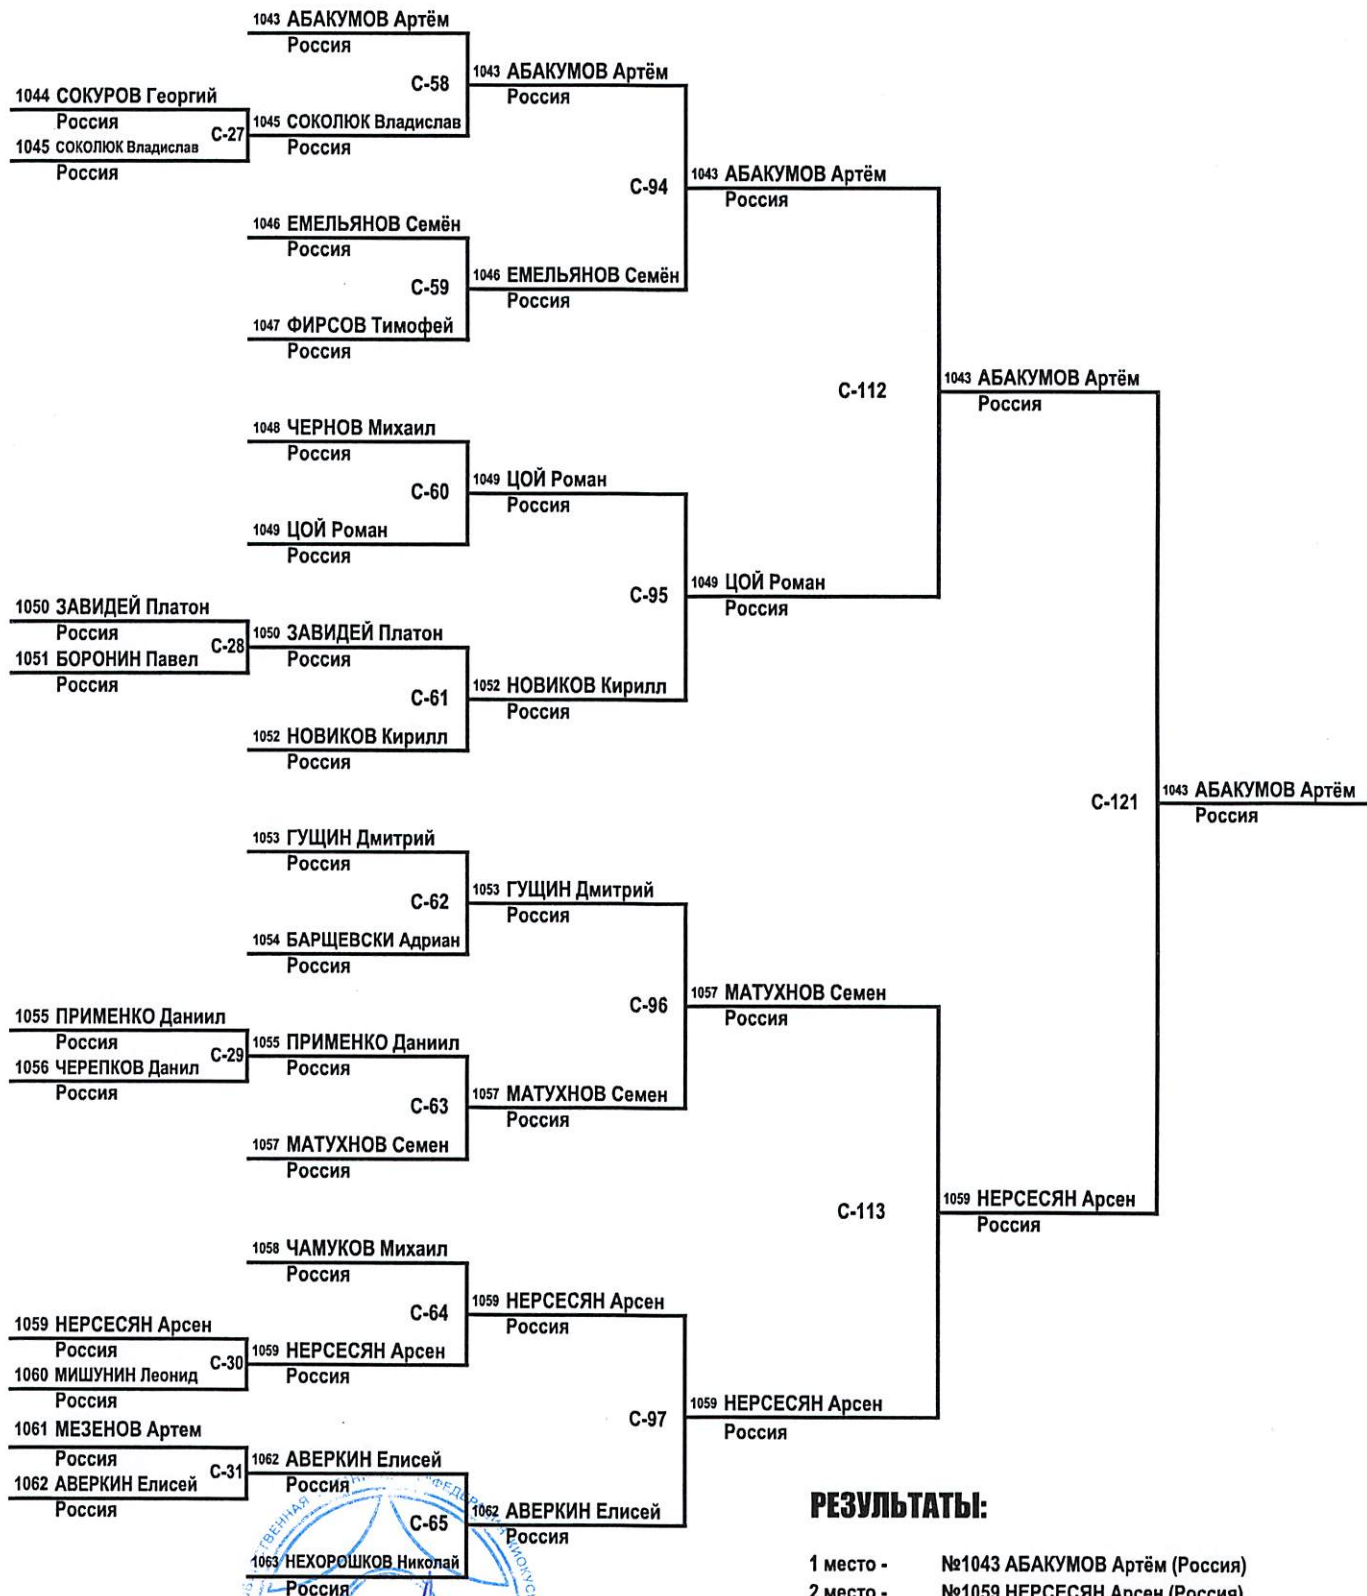 1043 АБАКУМОВ Артём
Россия
C-58
1043 АБАКУМОВ Артём
Россия
1044 СОКУРОВ Георгий
Россия
C-27
1045 СОКОЛЮК Владислав
Россия
1045 СОКОЛЮК Владислав
Россия
C-94
1043 АБАКУМОВ Артём
Россия
1046 ЕМЕЛЬЯНОВ Семён
Россия
C-59
1046 ЕМЕЛЬЯНОВ Семён
Россия
1047 ФИРСОВ Тимофей
Россия
C-112
1043 АБАКУМОВ Артём
Россия
1048 ЧЕРНОВ Михаил
Россия
C-60
1049 ЦОЙ Роман
Россия
1049 ЦОЙ Роман
Россия
C-95
1049 ЦОЙ Роман
Россия
1050 ЗАВИДЕЙ Платон
Россия
C-28
1051 БОРОНИН Павел
Россия
1050 ЗАВИДЕЙ Платон
Россия
C-61
1052 НОВИКОВ Кирилл
Россия
1052 НОВИКОВ Кирилл
Россия
C-121
1043 АБАКУМОВ Артём
Россия
1053 ГУЩИН Дмитрий
Россия
C-62
1053 ГУЩИН Дмитрий
Россия
1054 БАРЩЕВСКИ Адриан
Россия
C-96
1057 МАТУХНОВ Семен
Россия
1055 ПРИМЕНКО Даниил
Россия
C-29
1056 ЧЕРЕПКОВ Данил
Россия
1055 ПРИМЕНКО Даниил
Россия
C-63
1057 МАТУХНОВ Семен
Россия
1057 МАТУХНОВ Семен
Россия
C-113
1059 НЕРСЕСЯН Арсен
Россия
1058 ЧАМУКОВ Михаил
Россия
C-64
1059 НЕРСЕСЯН Арсен
Россия
1059 НЕРСЕСЯН Арсен
Россия
C-30
1060 МИШУНИН Леонид
Россия
1059 НЕРСЕСЯН Арсен
Россия
C-97
1059 НЕРСЕСЯН Арсен
Россия
1061 МЕЗЕНОВ Артем
Россия
C-31
1062 АВЕРКИН Елисей
Россия
1062 АВЕРКИН Елисей
Россия
C-65
1062 АВЕРКИН Елисей
Россия
1063 НЕХОРОШКОВ Николай
Россия
РЕЗУЛЬТАТЫ:
1 место - №1043 АБАКУМОВ Артём (Россия)
2 место - №1059 НЕРСЕСЯН Арсен (Россия)